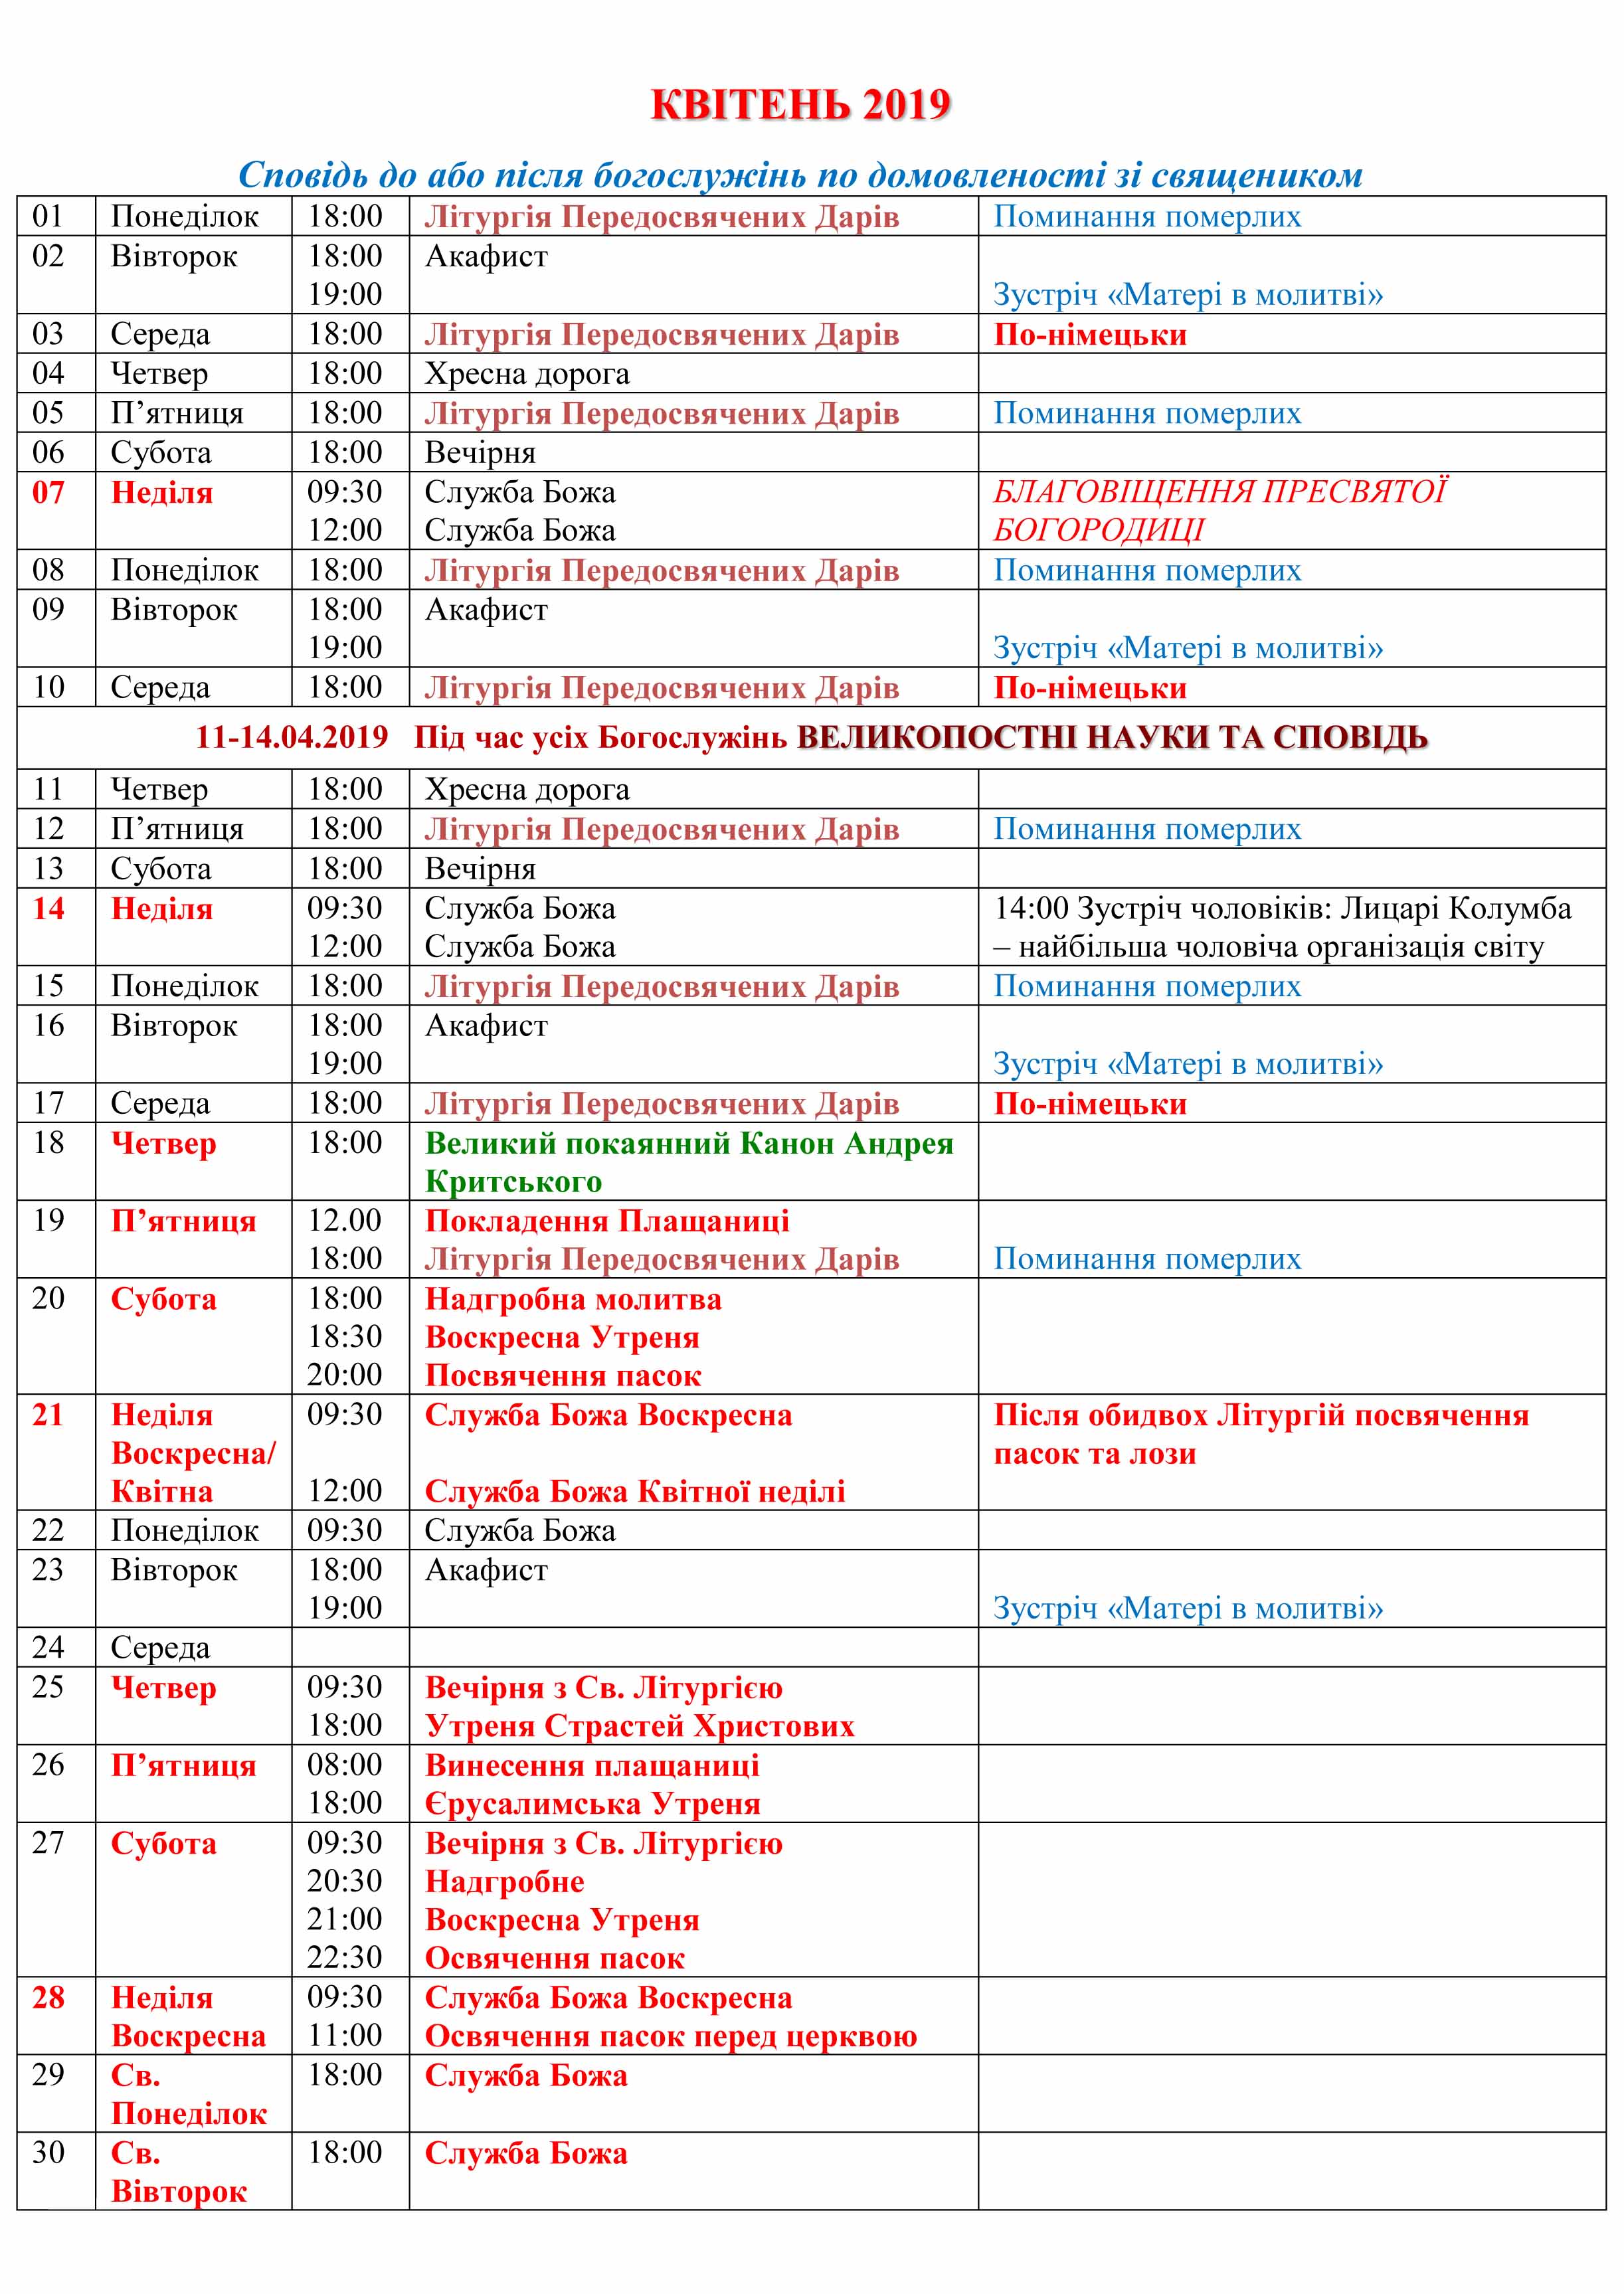 КВІТЕНЬ 2019
Сповідь до або після богослужінь по домовленості зі священиком
01 Понеділок 18:00 Літургія Передосвячених Дарів Поминання померлих
02 Вівторок 18:00 Акафист
19:00 Зустріч «Матері в молитві»
03 Середа 18:00 Літургія Передосвячених Дарів По-німецьки
04 Четвер 18:00 Хресна дорога
05 П’ятниця 18:00 Літургія Передосвячених Дарів Поминання померлих
06 Субота 18:00 Вечірня
07 Неділя 09:30 Служба Божа БЛАГОВІЩЕННЯ ПРЕСВЯТОЇ
12:00 Служба Божа БОГОРОДИЦІ
08 Понеділок 18:00 Літургія Передосвячених Дарів Поминання померлих
09 Вівторок 18:00 Акафист
19:00 Зустріч «Матері в молитві»
10 Середа 18:00 Літургія Передосвячених Дарів По-німецьки
11-14.04.2019 Під час усіх Богослужінь ВЕЛИКОПОСТНІ НАУКИ ТА СПОВІДЬ
11 Четвер 18:00 Хресна дорога
12 П’ятниця 18:00 Літургія Передосвячених Дарів Поминання померлих
13 Субота 18:00 Вечірня
14 Неділя 09:30 Служба Божа 14:00 Зустріч чоловіків: Лицарі Колумба
12:00 Служба Божа – найбільша чоловіча організація світу
15 Понеділок 18:00 Літургія Передосвячених Дарів Поминання померлих
16 Вівторок 18:00 Акафист
19:00 Зустріч «Матері в молитві»
17 Середа 18:00 Літургія Передосвячених Дарів По-німецьки
18 Четвер 18:00 Великий покаянний Канон Андрея
Критського
19 П’ятниця 12.00 Покладення Плащаниці
18:00 Літургія Передосвячених Дарів Поминання померлих
20 Субота 18:00 Надгробна молитва
18:30 Воскресна Утреня
20:00 Посвячення пасок
21 Неділя 09:30 Служба Божа Воскресна Після обидвох Літургій посвячення
Воскресна/ пасок та лози
Квітна 12:00 Служба Божа Квітної неділі
22 Понеділок 09:30 Служба Божа
23 Вівторок 18:00 Акафист
19:00 Зустріч «Матері в молитві»
24 Середа
25 Четвер 09:30 Вечірня з Св. Літургією
18:00 Утреня Страстей Христових
26 П’ятниця 08:00 Винесення плащаниці
18:00 Єрусалимська Утреня
27 Субота 09:30 Вечірня з Св. Літургією
20:30 Надгробне
21:00 Воскресна Утреня
22:30 Освячення пасок
28 Неділя 09:30 Служба Божа Воскресна
Воскресна 11:00 Освячення пасок перед церквою
29 Св. 18:00 Служба Божа
Понеділок
30 Св. 18:00 Служба Божа
Вівторок